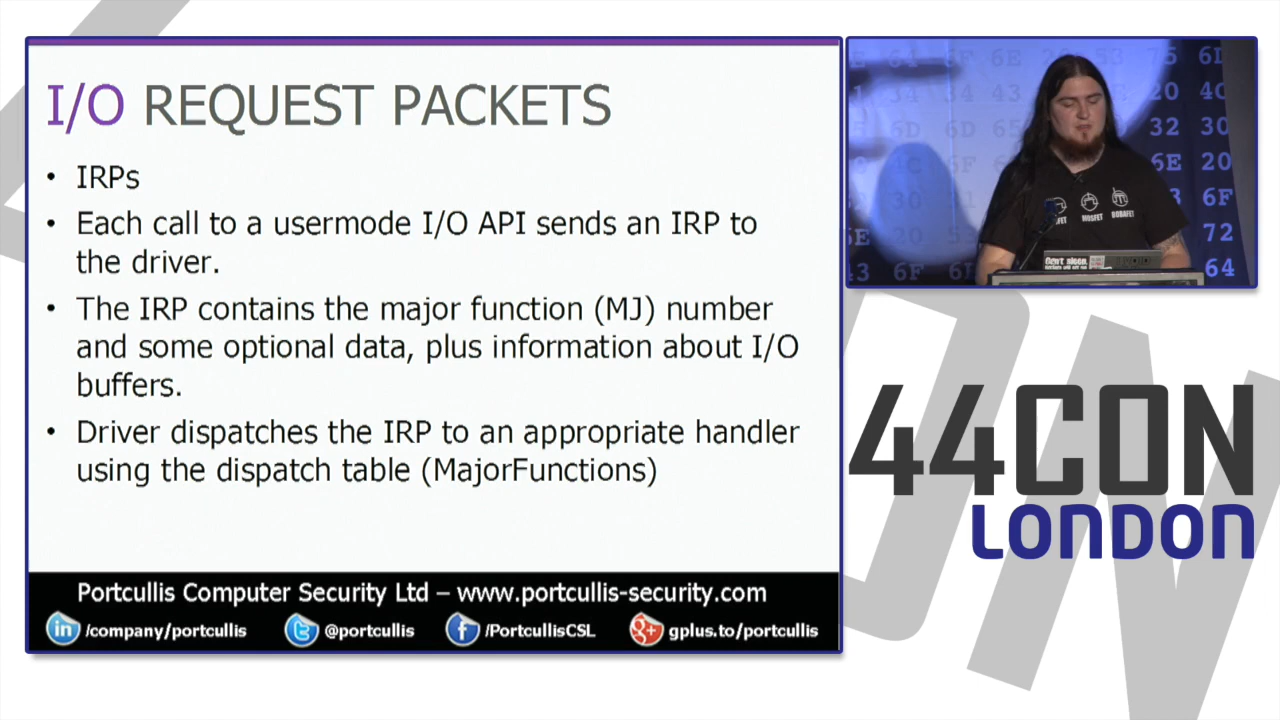 I/O REQUEST PACKETS
• IRPs
• Each call to a usermode I/O API sends an IRP to
the driver.
• The IRP contains the major function (MJ) number
and some optional data, plus information about I/O
buffers.
• Driver dispatches the IRP to an appropriate handler
using the dispatch table (MajorFunctions)
Portcullis Computer Security Ltd – www.portcullis-security.com
in /company/portcullis @portcullis f /PortcullisCSL g+ gplus.to/portcullis
MOSFET BOBAFET
44CON
LONDON